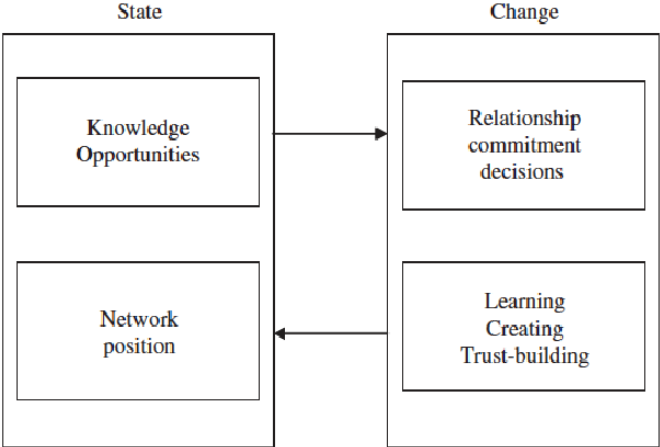 State
Change
Knowledge
Opportunities
Relationship
commitment
decisions
Network
position
Learning
Creating
Trust-building